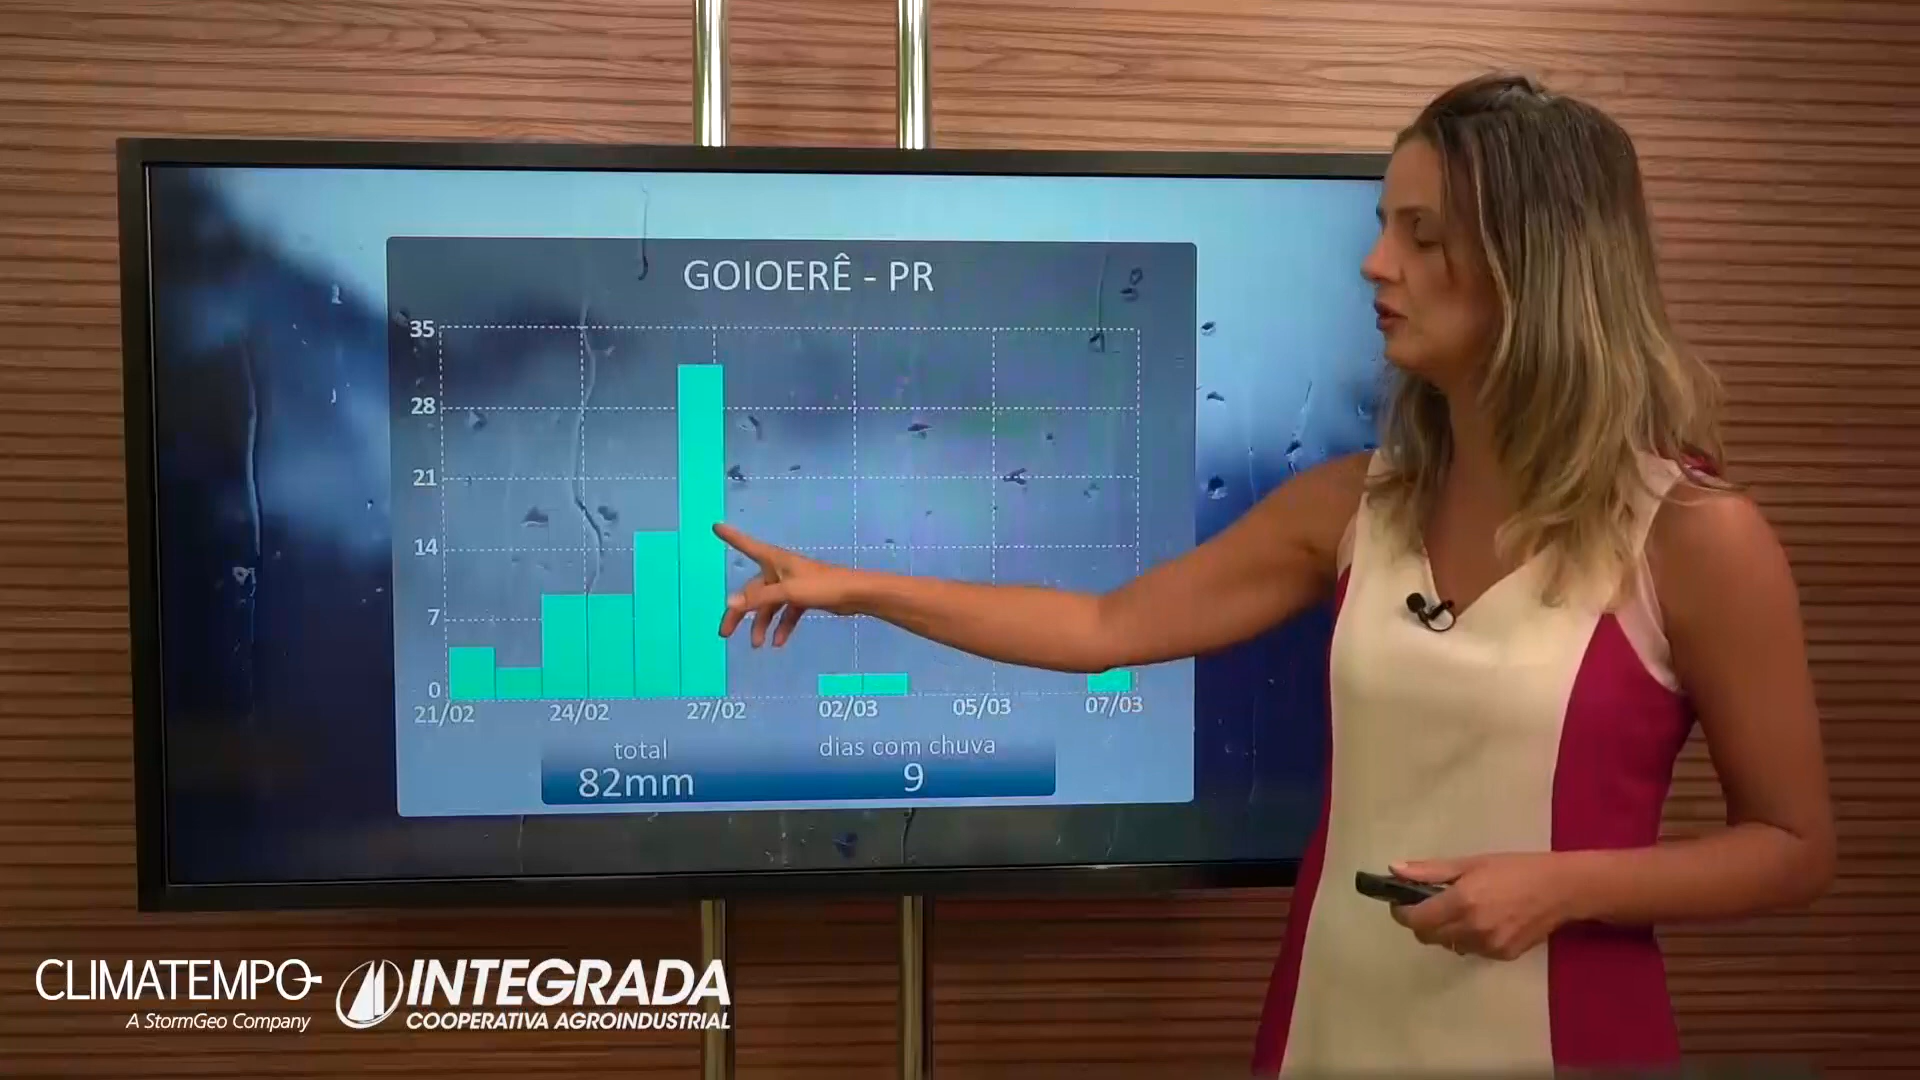 GOIOERÊ - PR
35
28
21
14
7
0
21/02 24/02 27/02 02/03 05/03 07/03
total dias com chuva
82mm 9
CLIMATEMPO
A StormGeo Company
INTEGRADA
COOPERATIVA AGROINDUSTRIAL